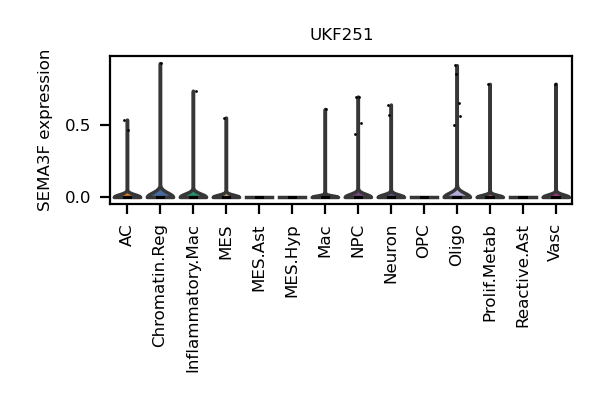 UKF251
SEMA3F expression
0.5
0.0
AC
Chromatin.Reg
Inflammatory.Mac
MES
MES.Ast
MES.Hyp
Mac
NPC
Neuron
OPC
Oligo
Prolif.Metab
Reactive.Ast
Vasc